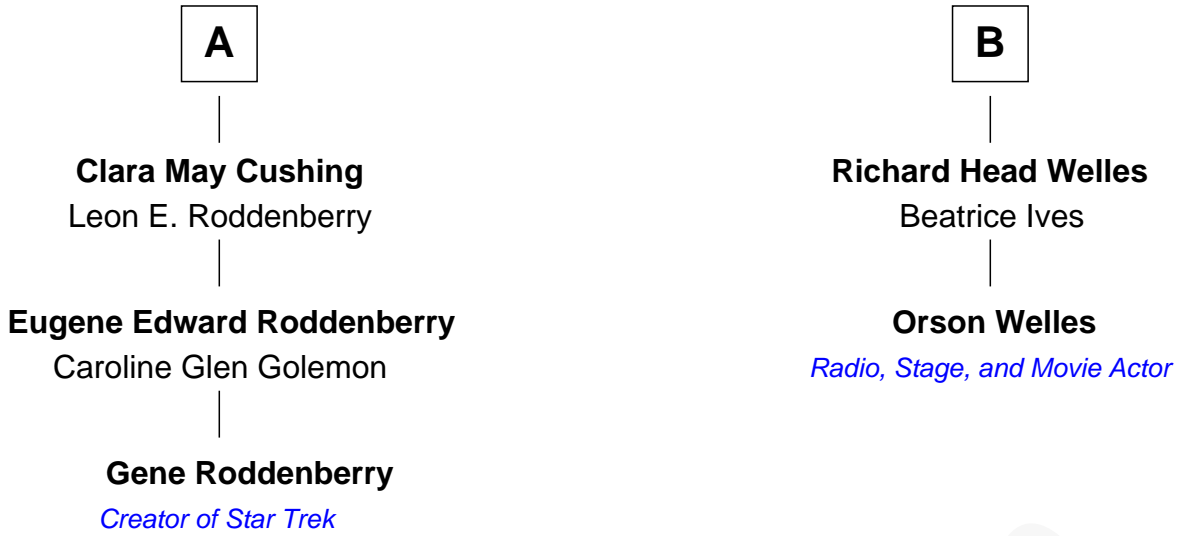 A
Clara May Cushing
Leon E. Roddenberry
Eugene Edward Roddenberry
Caroline Glen Golemon
Gene Roddenberry
Creator of Star Trek
B
Richard Head Welles
Beatrice Ives
Orson Welles
Radio, Stage, and Movie Actor